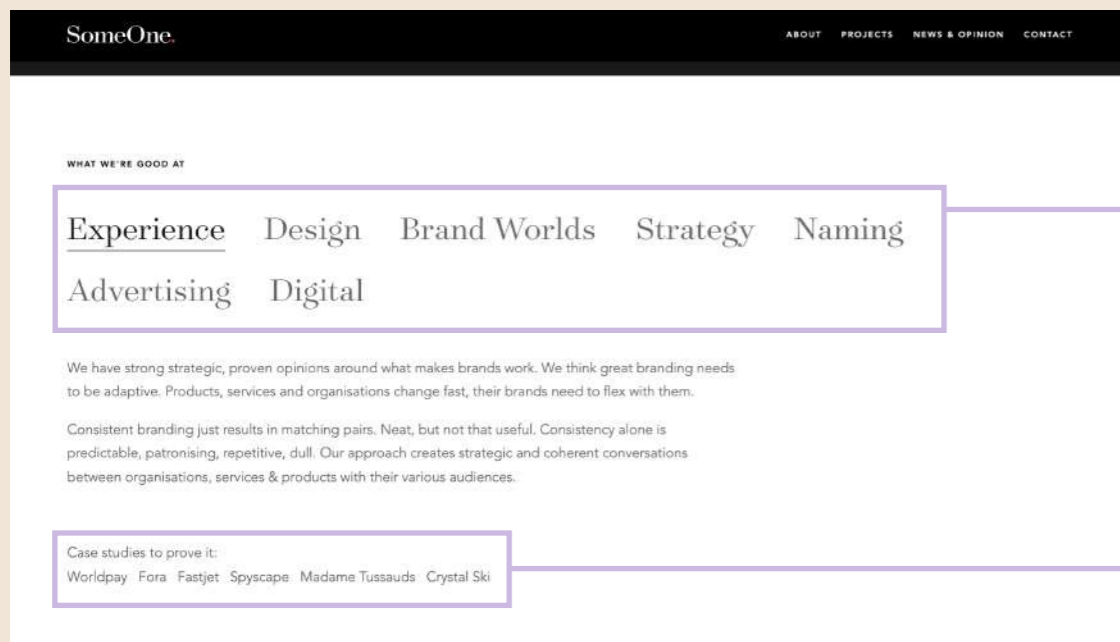 SomeOne.
ABOUT PROJECTS NEWS & OPINION CONTACT
WHAT WE'RE GOOD AT
Experience Design Brand Worlds Strategy Naming
Advertising Digital
We have strong strategic, proven opinions around what makes brands work. We think great branding needs
to be adaptive. Products, services and organisations change fast, their brands need to flex with them.
Consistent branding just results in matching pairs. Neat, but not that useful. Consistency alone is
predictable, patronising, repetitive, dull. Our approach creates strategic and coherent conversations
between organisations, services & products with their various audiences.
Case studies to prove it:
Worldpay Fora Fastjet Spyscape Madame Tussauds Crystal Ski